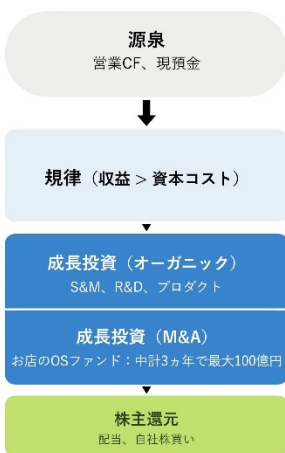 源泉
営業CF、現預金
規律（収益 > 資本コスト）
成長投資（オーガニック）
S&M、R&D、プロダクト
成長投資（M&A）
お店のOSファンド：中計3ヵ年で最大100億円
株主還元
配当、自社株買い